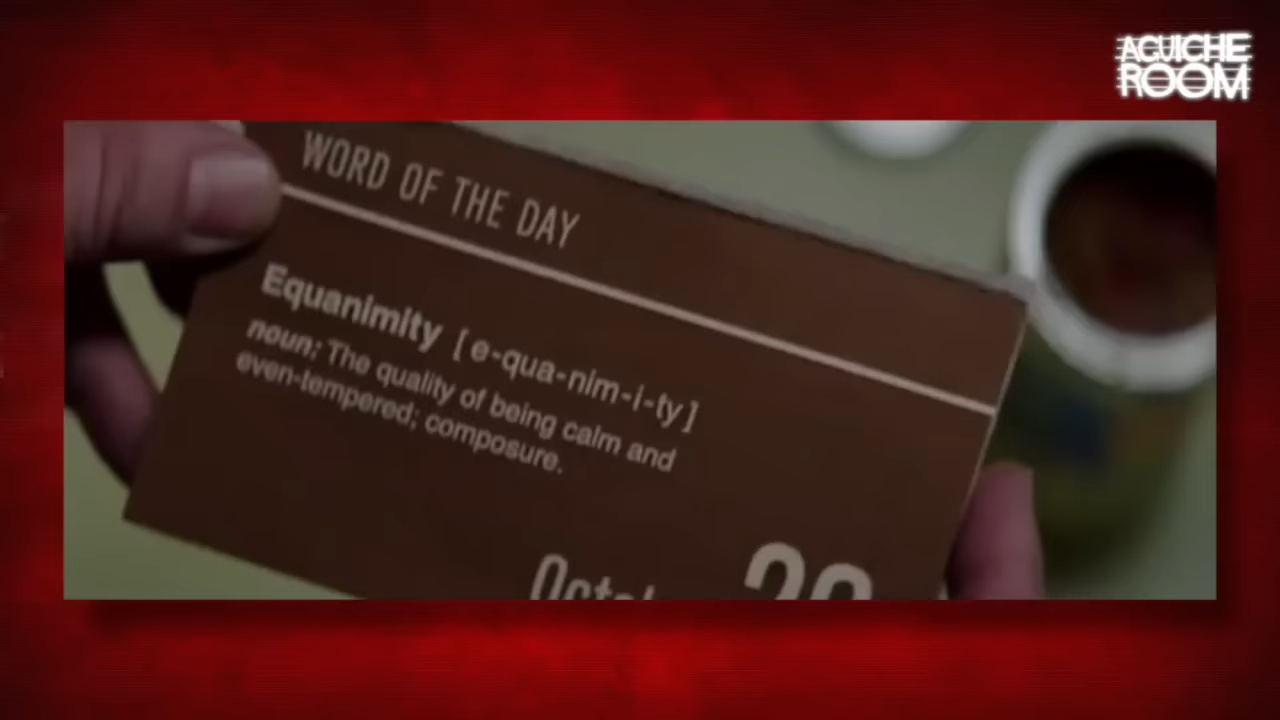 AGUICHE
ROOM
WORD OF THE DAY
Equanimity [e-qua-nim-i-ty]
noun: The quality of being calm and
even-tempered; composure.